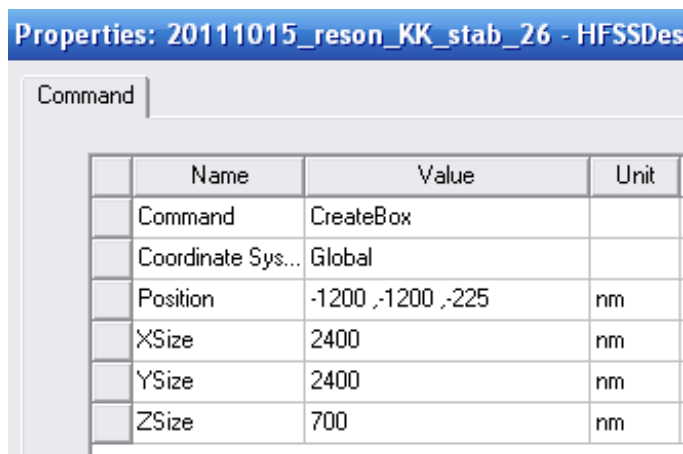 Properties: 20111015_reson_KK_stab_26 - HFSSDes
Command
Name Value Unit
Command CreateBox
Coordinate Sys... Global
Position -1200 ,-1200 ,-225 nm
XSize 2400 nm
YSize 2400 nm
ZSize 700 nm